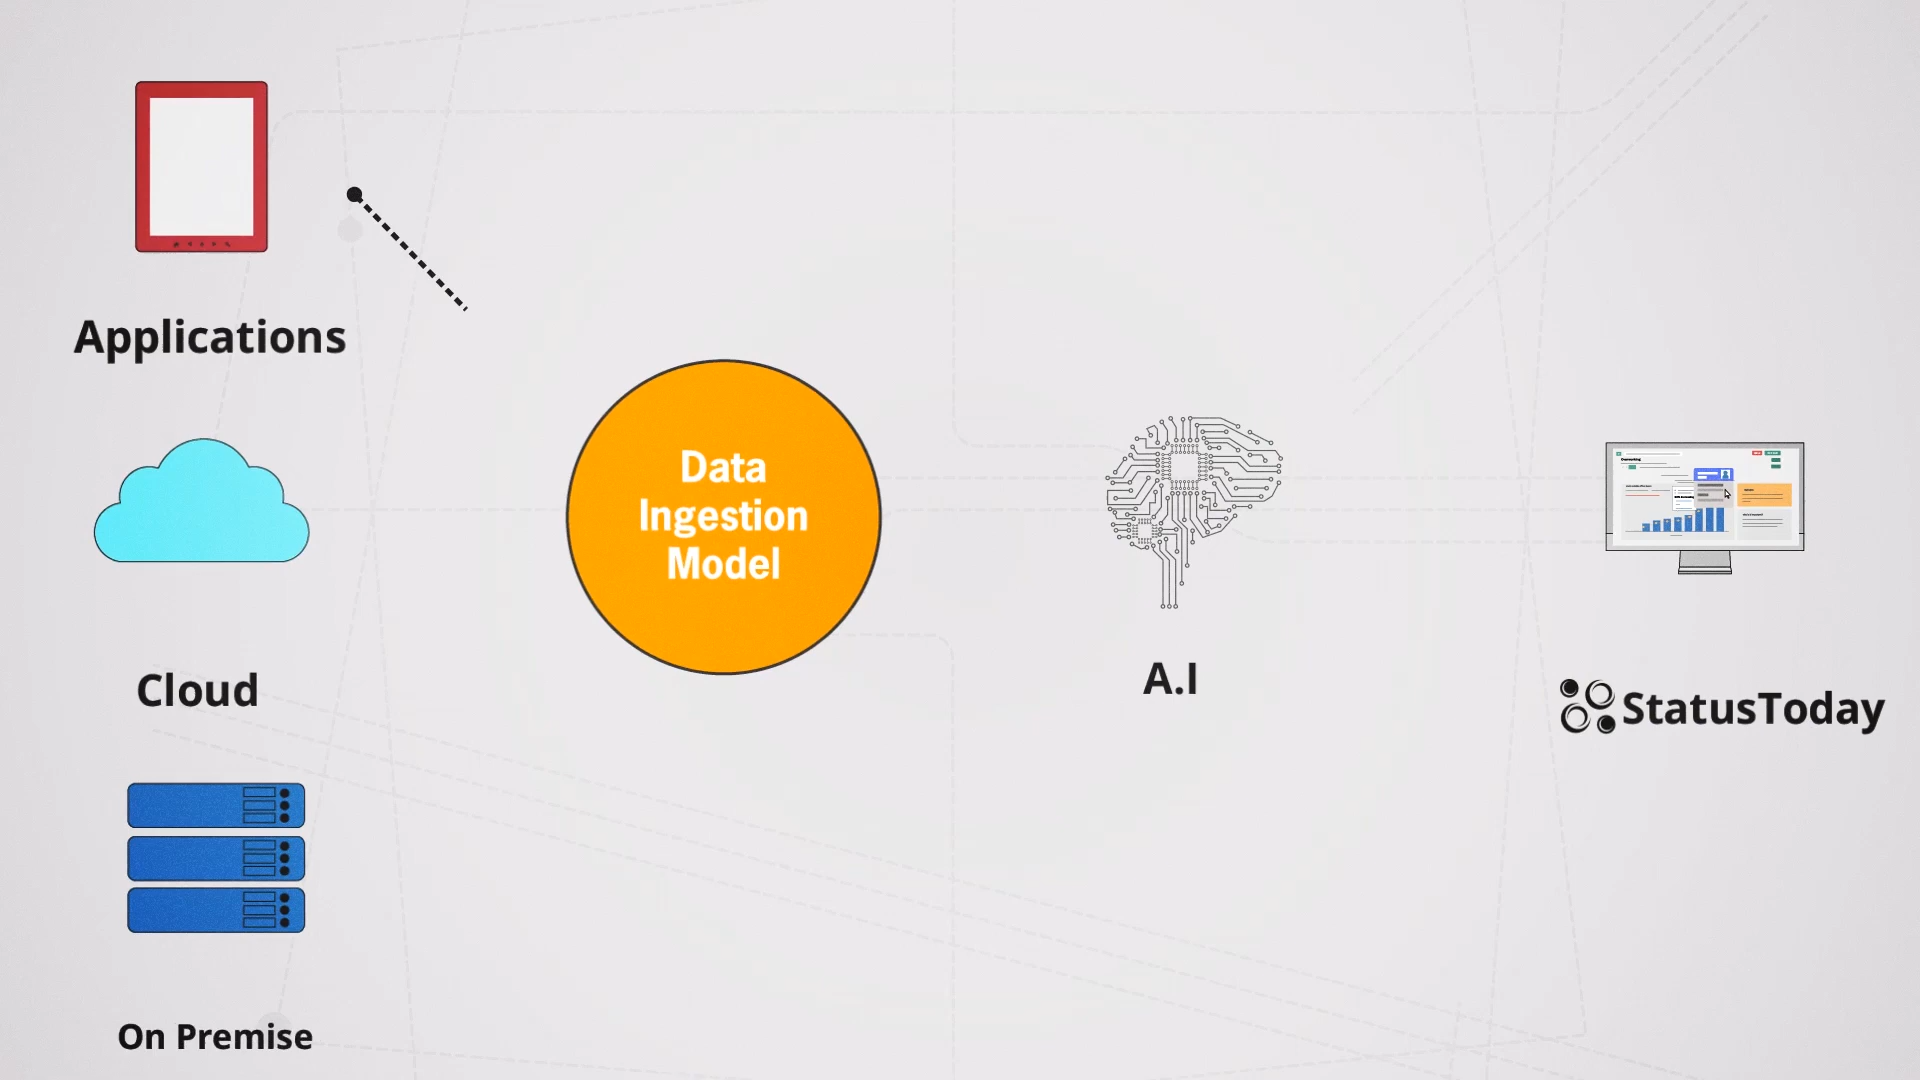 Applications
Cloud
On Premise
Data
Ingestion
Model
A.I
StatusToday